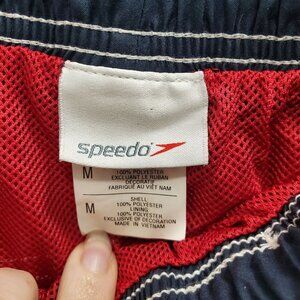 speedo
M
100% POLYESTER
EXCLUANT LE RUBAN
DÉCORATIF
FABRIQUÉ AU VIET NAM
M
SHELL
100% POLYESTER
LINING
100% POLYESTER
EXCLUSIVE OF DECORATION
MADE IN VIETNAM